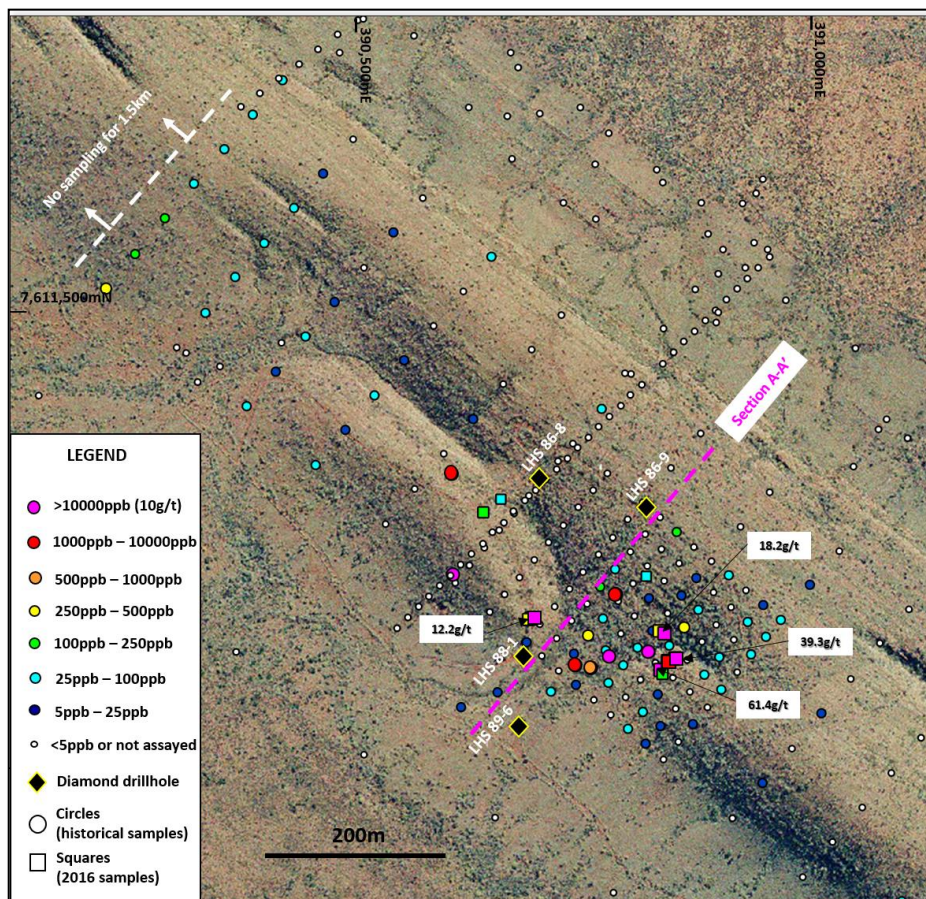 390,500mE
391,000mE
No sampling for 1.5km
7,611,500mN
Section A-A'
LHS 86-8
LHS 86-9
18.2g/t
12.2g/t
LHS 88-1
39.3g/t
61.4g/t
LHS 89-6
200m
LEGEND
>10000ppb (10g/t)
1000ppb – 10000ppb
500ppb – 1000ppb
250ppb – 500ppb
100ppb – 250ppb
25ppb – 100ppb
5ppb – 25ppb
<5ppb or not assayed
Diamond drillhole
Circles
(historical samples)
Squares
(2016 samples)